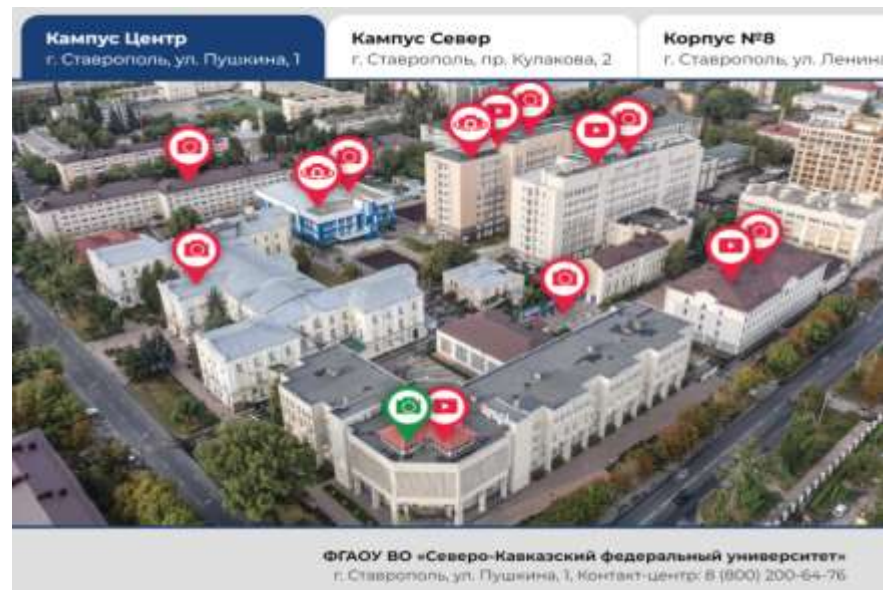 Кампус Центр
г. Ставрополь, ул. Пушкина, 1
Кампус Север
г. Ставрополь, пр. Кулакова, 2
Корпус №8
г. Ставрополь, ул. Ленина
ФГАОУ ВО «Северо-Кавказский федеральный университет»
г. Ставрополь, ул. Пушкина, 1, Контакт-центр: 8 (800) 200-64-76